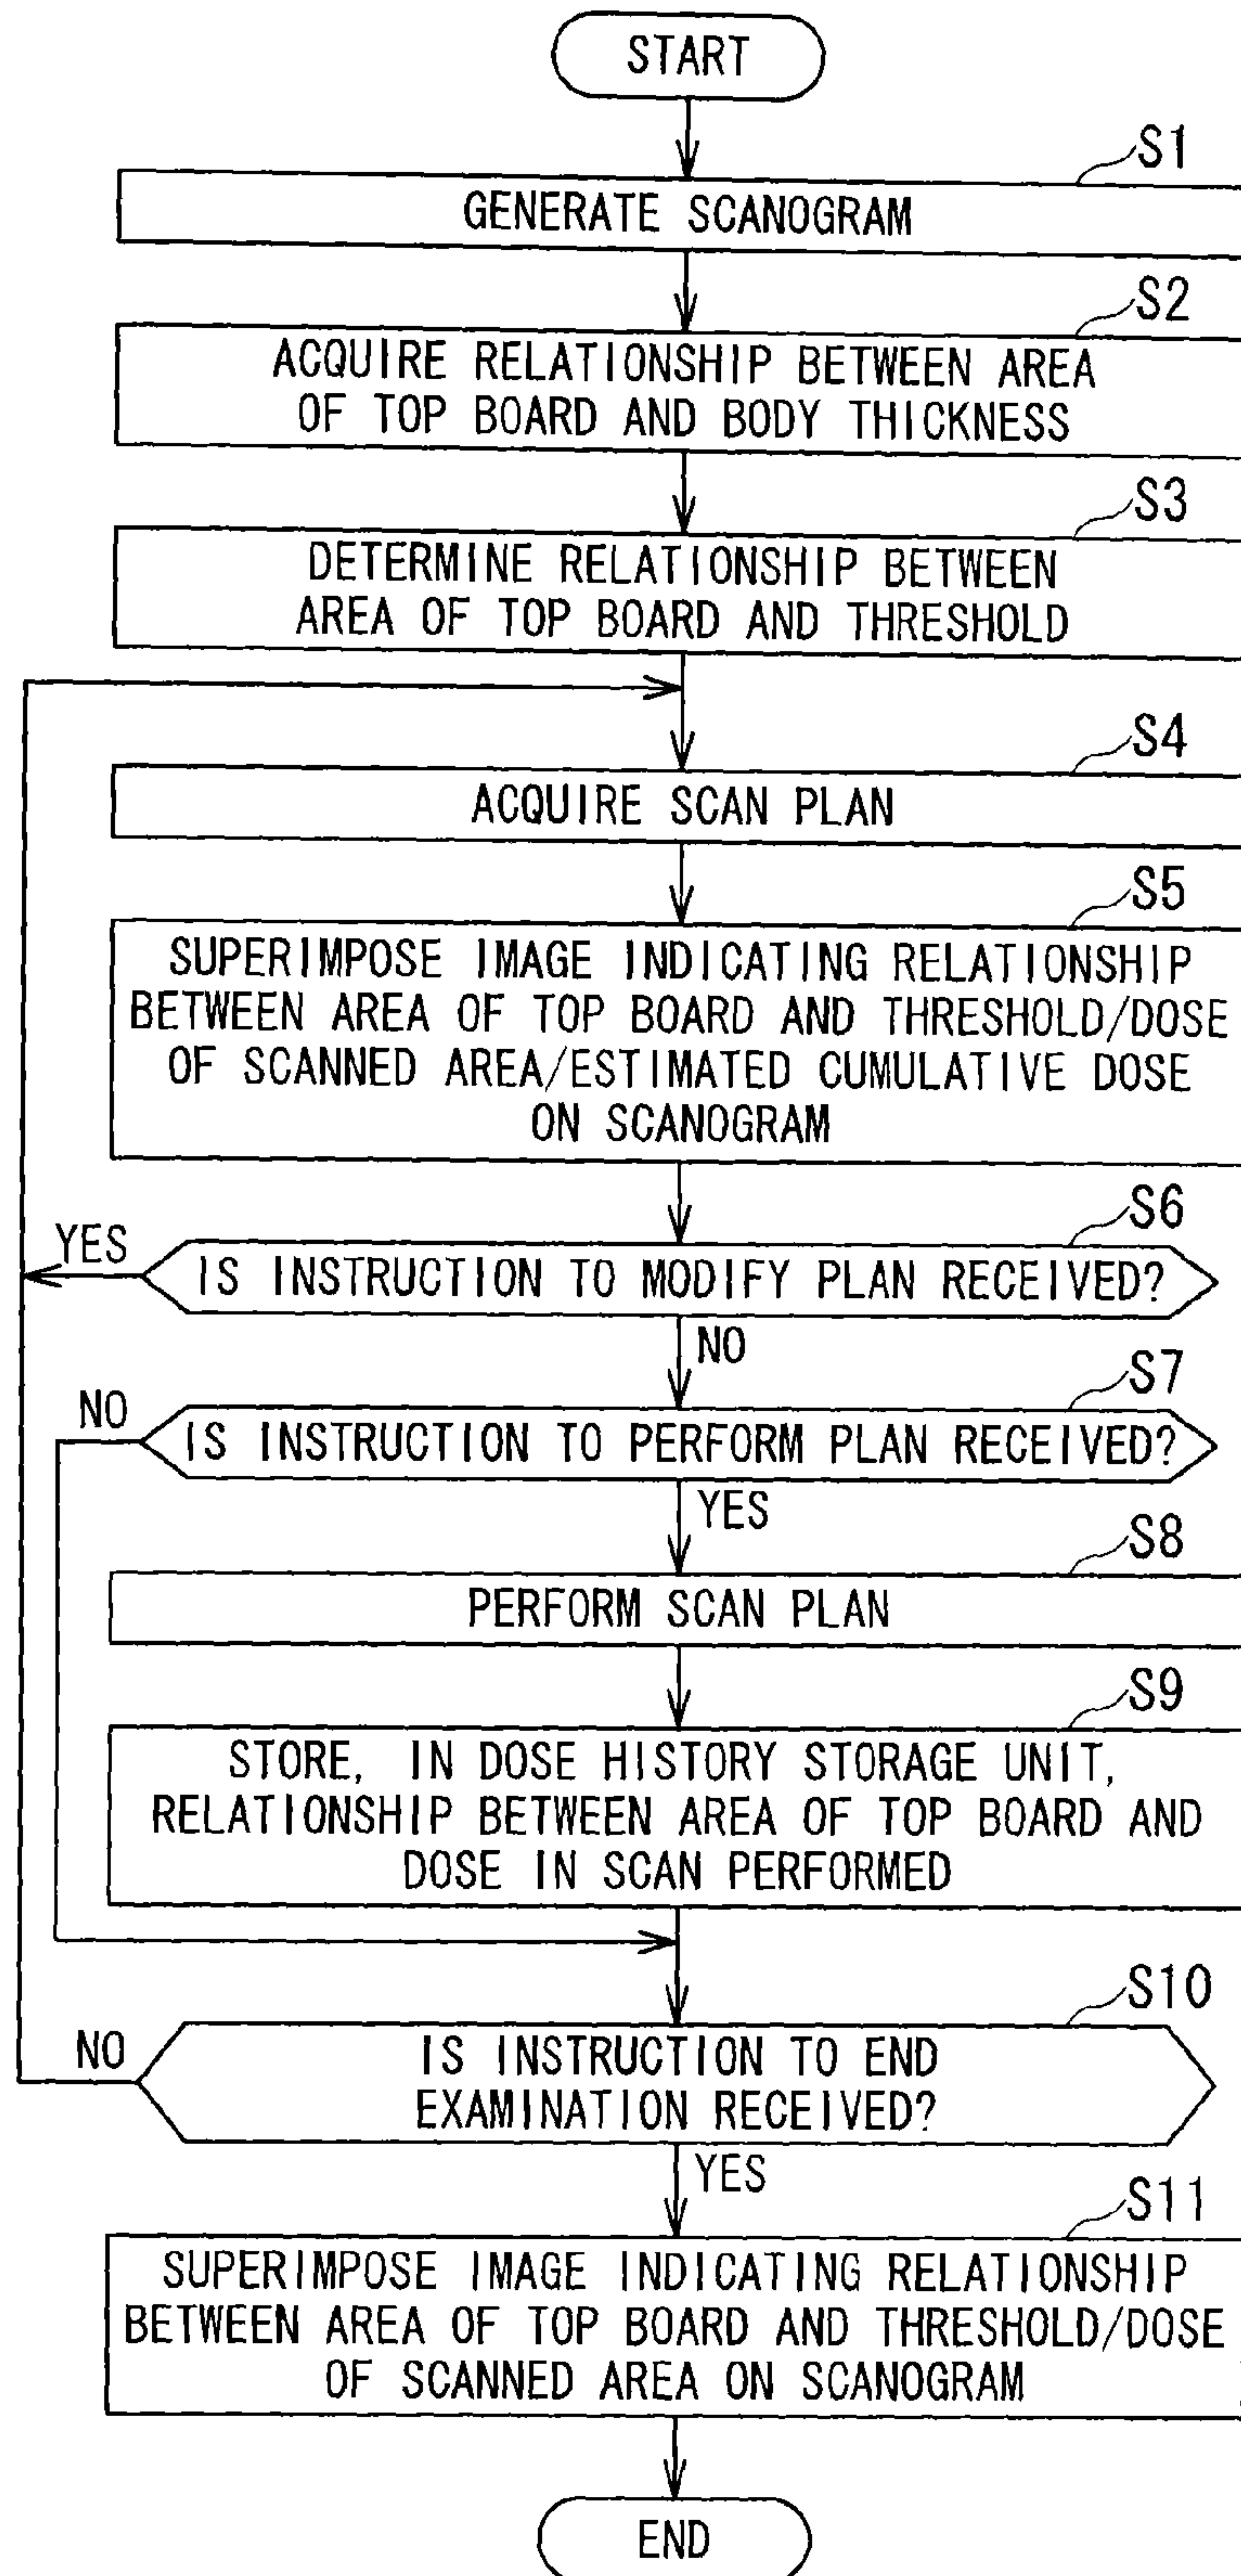 START
S1
GENERATE SCANOGRAM
S2
ACQUIRE RELATIONSHIP BETWEEN AREA
OF TOP BOARD AND BODY THICKNESS
S3
DETERMINE RELATIONSHIP BETWEEN
AREA OF TOP BOARD AND THRESHOLD
S4
ACQUIRE SCAN PLAN
S5
SUPERIMPOSE IMAGE INDICATING RELATIONSHIP
BETWEEN AREA OF TOP BOARD AND THRESHOLD/DOSE
OF SCANNED AREA/ESTIMATED CUMULATIVE DOSE
ON SCANOGRAM
S6
YES
IS INSTRUCTION TO MODIFY PLAN RECEIVED?
NO
S7
NO
IS INSTRUCTION TO PERFORM PLAN RECEIVED?
YES
S8
PERFORM SCAN PLAN
S9
STORE, IN DOSE HISTORY STORAGE UNIT,
RELATIONSHIP BETWEEN AREA OF TOP BOARD AND
DOSE IN SCAN PERFORMED
S10
NO
IS INSTRUCTION TO END
EXAMINATION RECEIVED?
YES
S11
SUPERIMPOSE IMAGE INDICATING RELATIONSHIP
BETWEEN AREA OF TOP BOARD AND THRESHOLD/DOSE
OF SCANNED AREA ON SCANOGRAM
END